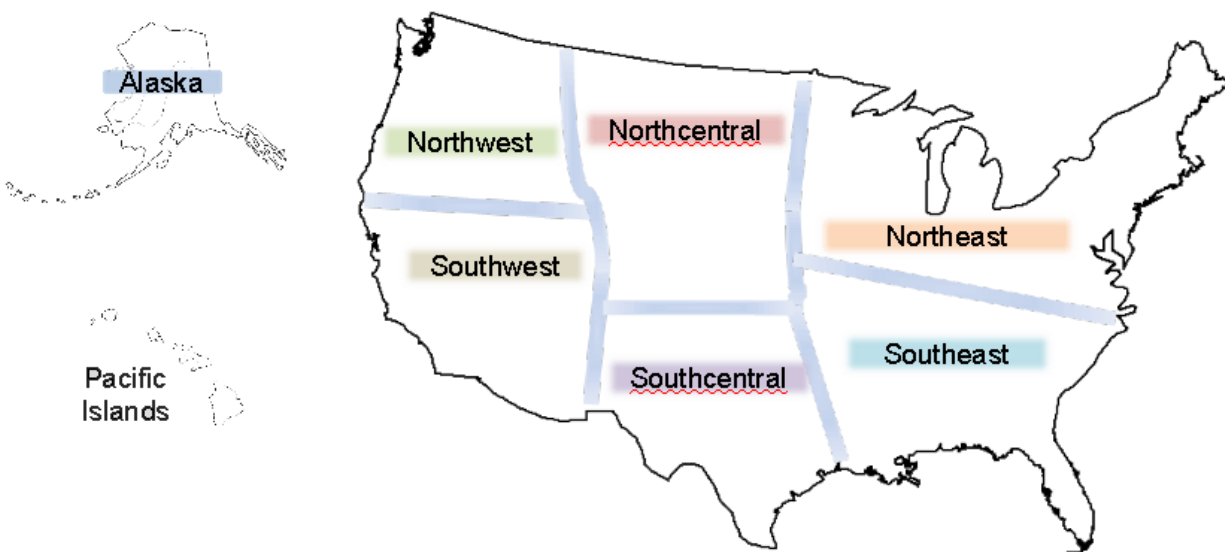 Alaska
Northwest
Northcentral
Northeast
Southwest
Southeast
Southcentral
Pacific
Islands